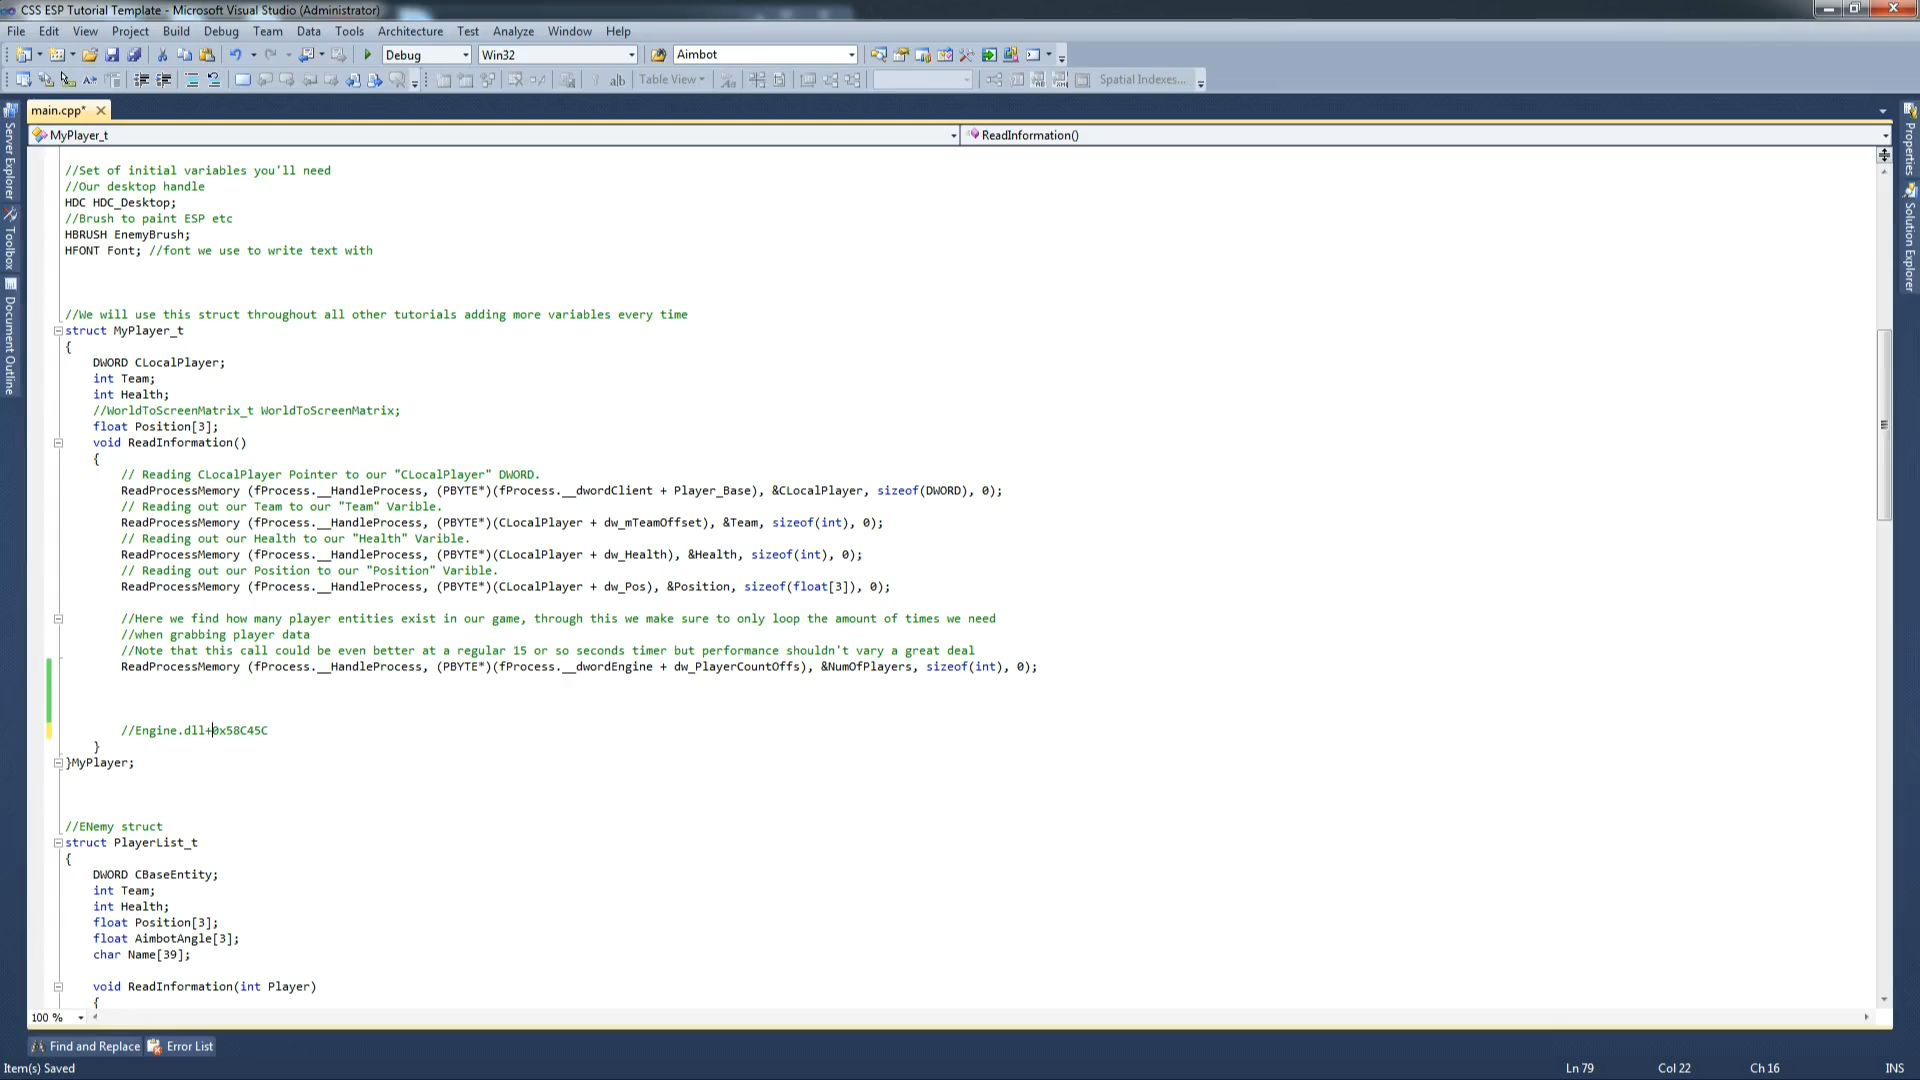 CSS ESP Tutorial Template - Microsoft Visual Studio (Administrator)
File Edit View Project Build Debug Team Data Tools Architecture Test Analyze Window Help
Debug Win32 Aimbot
Table View Spatial Indexes...
main.cpp*
MyPlayer_t ReadInformation()
Server Explorer
Toolbox
Document Outline
Properties
Solution Explorer
//Set of initial variables you'll need
//Our desktop handle
HDC HDC_Desktop;
//Brush to paint ESP etc
HBRUSH EnemyBrush;
HFONT Font; //font we use to write text with
//We will use this struct throughout all other tutorials adding more variables every time
struct MyPlayer_t
{
DWORD CLocalPlayer;
int Team;
int Health;
//WorldToScreenMatrix_t WorldToScreenMatrix;
float Position[3];
void ReadInformation()
{
// Reading CLocalPlayer Pointer to our "CLocalPlayer" DWORD.
ReadProcessMemory (fProcess.__HandleProcess, (PBYTE*)(fProcess.__dwordClient + Player_Base), &CLocalPlayer, sizeof(DWORD), 0);
// Reading out our Team to our "Team" Varible.
ReadProcessMemory (fProcess.__HandleProcess, (PBYTE*)(CLocalPlayer + dw_mTeamOffset), &Team, sizeof(int), 0);
// Reading out our Health to our "Health" Varible.
ReadProcessMemory (fProcess.__HandleProcess, (PBYTE*)(CLocalPlayer + dw_Health), &Health, sizeof(int), 0);
// Reading out our Position to our "Position" Varible.
ReadProcessMemory (fProcess.__HandleProcess, (PBYTE*)(CLocalPlayer + dw_Pos), &Position, sizeof(float[3]), 0);
//Here we find how many player entities exist in our game, through this we make sure to only loop the amount of times we need
//when grabbing player data
//Note that this call could be even better at a regular 15 or so seconds timer but performance shouldn't vary a great deal
ReadProcessMemory (fProcess.__HandleProcess, (PBYTE*)(fProcess.__dwordEngine + dw_PlayerCountOffs), &NumOfPlayers, sizeof(int), 0);
//Engine.dll+0x58C45C
}
}MyPlayer;
//ENemy struct
struct PlayerList_t
{
DWORD CBaseEntity;
int Team;
int Health;
float Position[3];
float AimbotAngle[3];
char Name[39];
void ReadInformation(int Player)
{
100 %
Find and Replace Error List
Item(s) Saved Ln 79 Col 22 Ch 16 INS